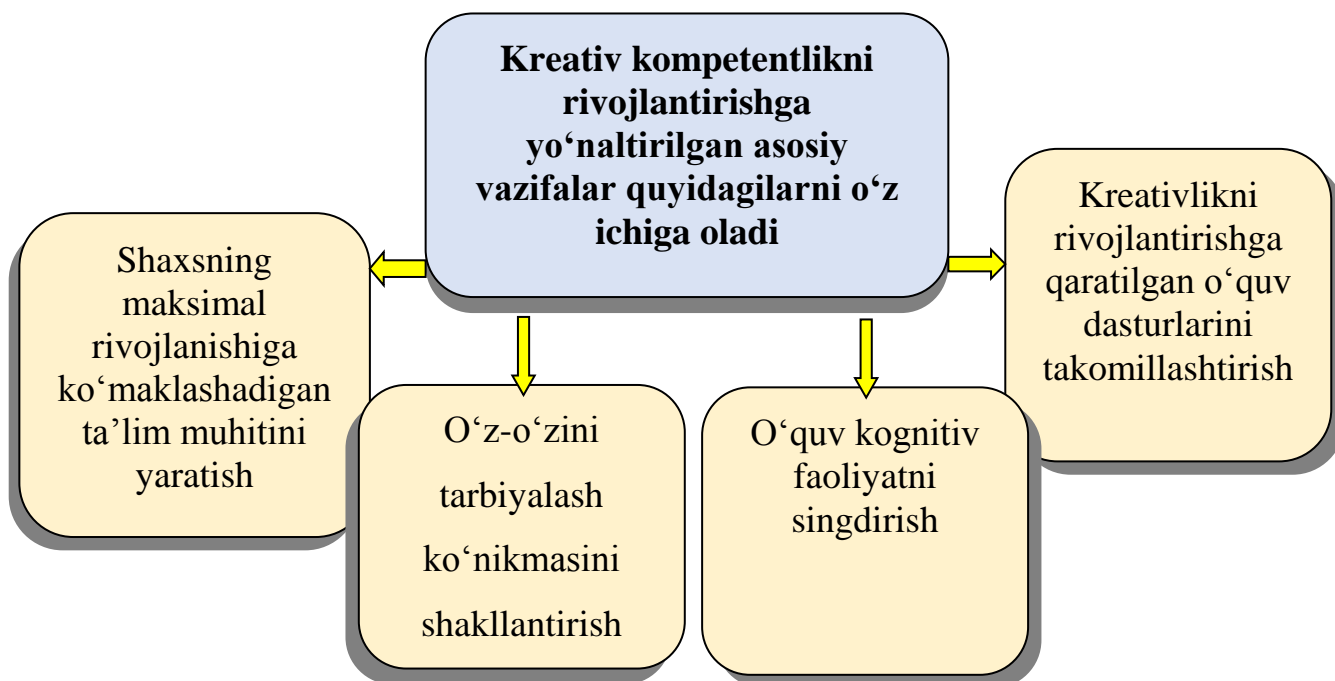 Kreativ kompetentlikni
rivojlantirishga
yo‘naltirilgan asosiy
vazifalar quyidagilarni o‘z
ichiga oladi
Shaxsning
maksimal
rivojlanishiga
ko‘maklashadigan
ta’lim muhitini
yaratish
O‘z-o‘zini
tarbiyalash
ko‘nikmasini
shakllantirish
O‘quv kognitiv
faoliyatni
singdirish
Kreativlikni
rivojlantirishga
qaratilgan o‘quv
dasturlarini
takomillashtirish